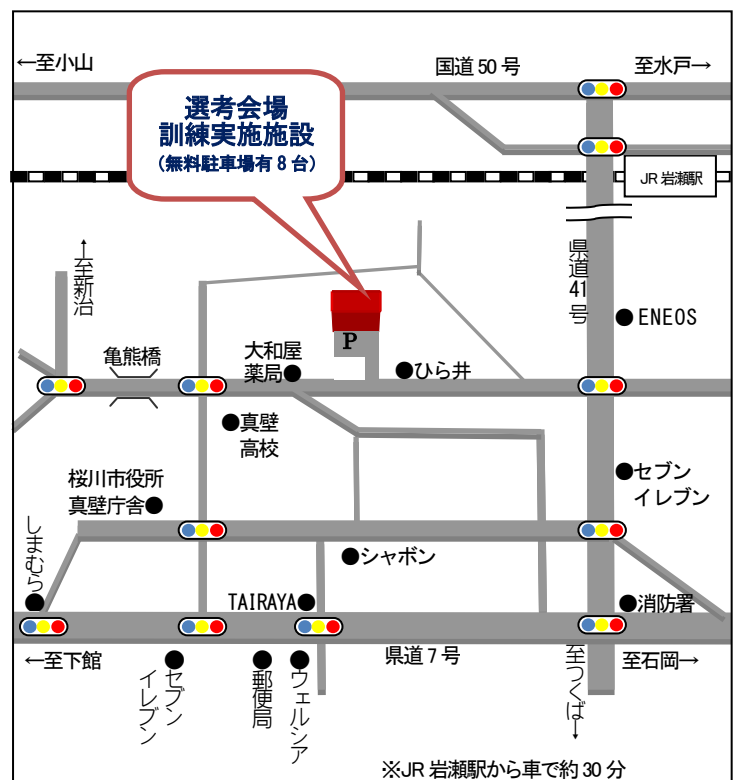 ←至小山
国道50号
至水戸→
選考会場
訓練実施施設
（無料駐車場有8台）
JR岩瀬駅
←至新治
県道41号
ENEOS
亀熊橋
大和屋
薬局
P
ひら井
真壁
高校
セブン
イレブン
桜川市役所
真壁庁舎
しまむら
シャボン
TAIRAYA
消防署
←至下館
県道7号
至つくば→
至石岡→
セブン
イレブン
郵便局
ウェルシア
※JR岩瀬駅から車で約30分